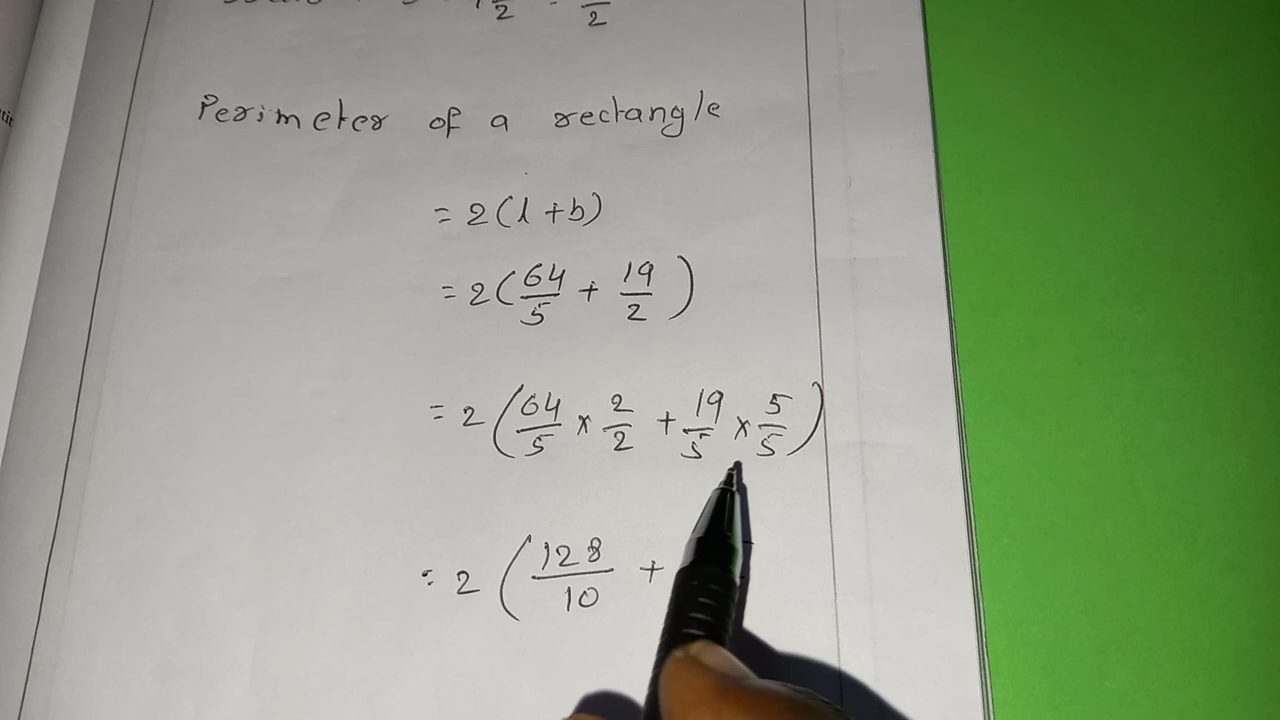 Perimeter of a rectangle
= 2(l+b)
= 2(64/5 + 19/2)
= 2(64/5 × 2/2 + 19/5 × 5/5)
= 2(128/10 +